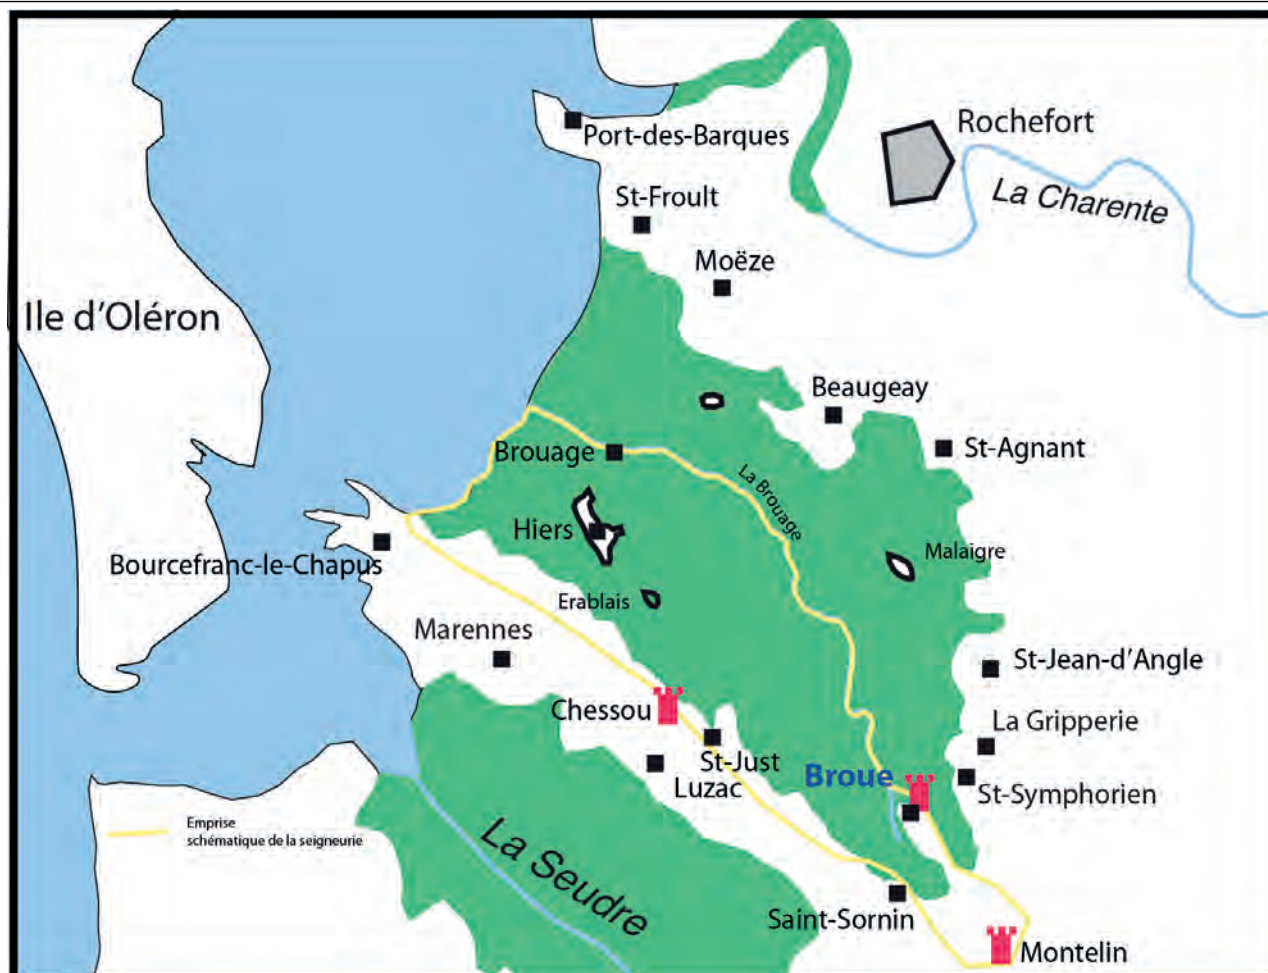 Rochefort
Port-des-Barques
La Charente
St-Froult
Moëze
Ile d'Oléron
Beaugeay
Brouage
St-Agnant
La Brouage
Hiers
Malaigre
Bourcefranc-le-Chapus
Erablais
Marennes
St-Jean-d'Angle
Chessou
La Gripperie
St-Just
Broue
Luzac
St-Symphorien
Emprise
schématique de la seigneurie
La Seudre
Saint-Sornin
Montelin